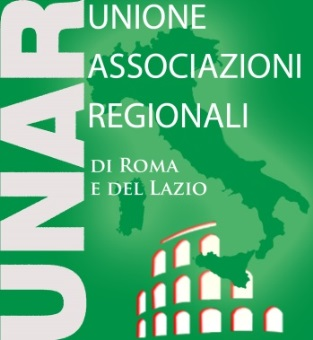 UNAR
UNIONE
ASSOCIAZIONI
REGIONALI
DI ROMA
E DEL LAZIO